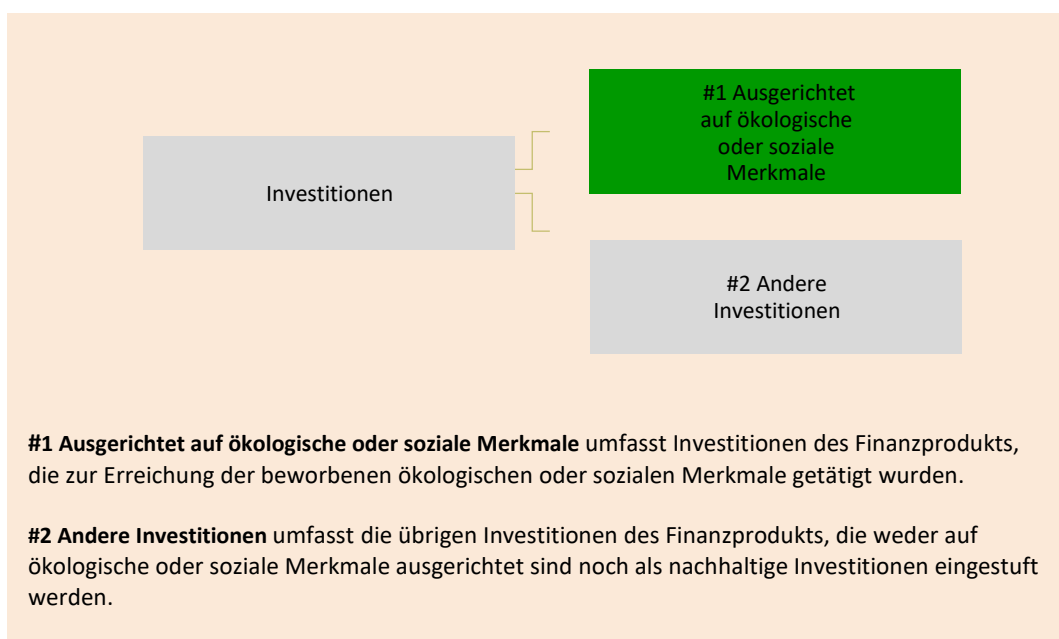 #1 Ausgerichtet
auf ökologische
oder soziale
Merkmale
Investitionen
#2 Andere
Investitionen
#1 Ausgerichtet auf ökologische oder soziale Merkmale umfasst Investitionen des Finanzprodukts,
die zur Erreichung der beworbenen ökologischen oder sozialen Merkmale getätigt wurden.
#2 Andere Investitionen umfasst die übrigen Investitionen des Finanzprodukts, die weder auf
ökologische oder soziale Merkmale ausgerichtet sind noch als nachhaltige Investitionen eingestuft
werden.